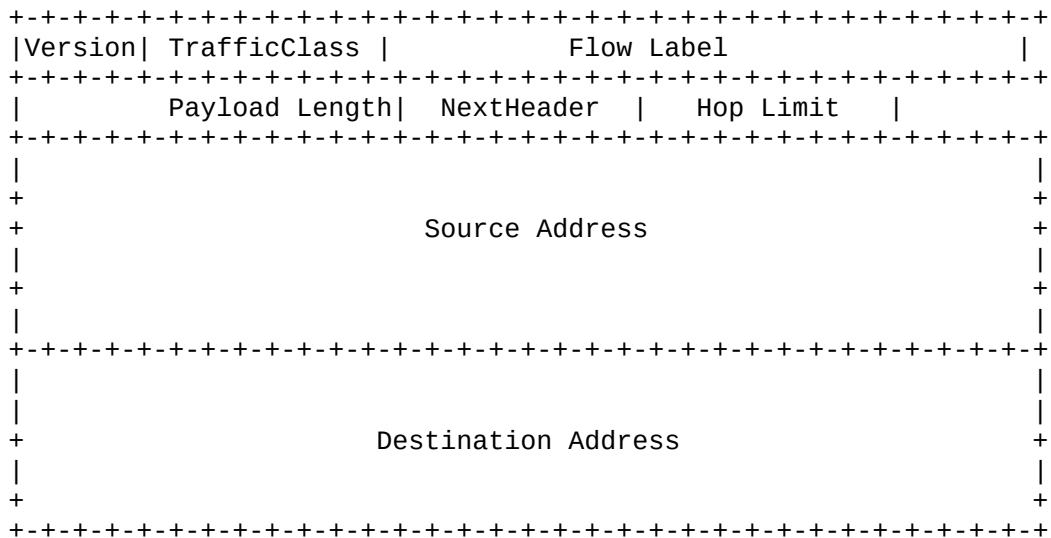 Version TrafficClass Flow Label
Payload Length NextHeader Hop Limit
Source Address
Destination Address